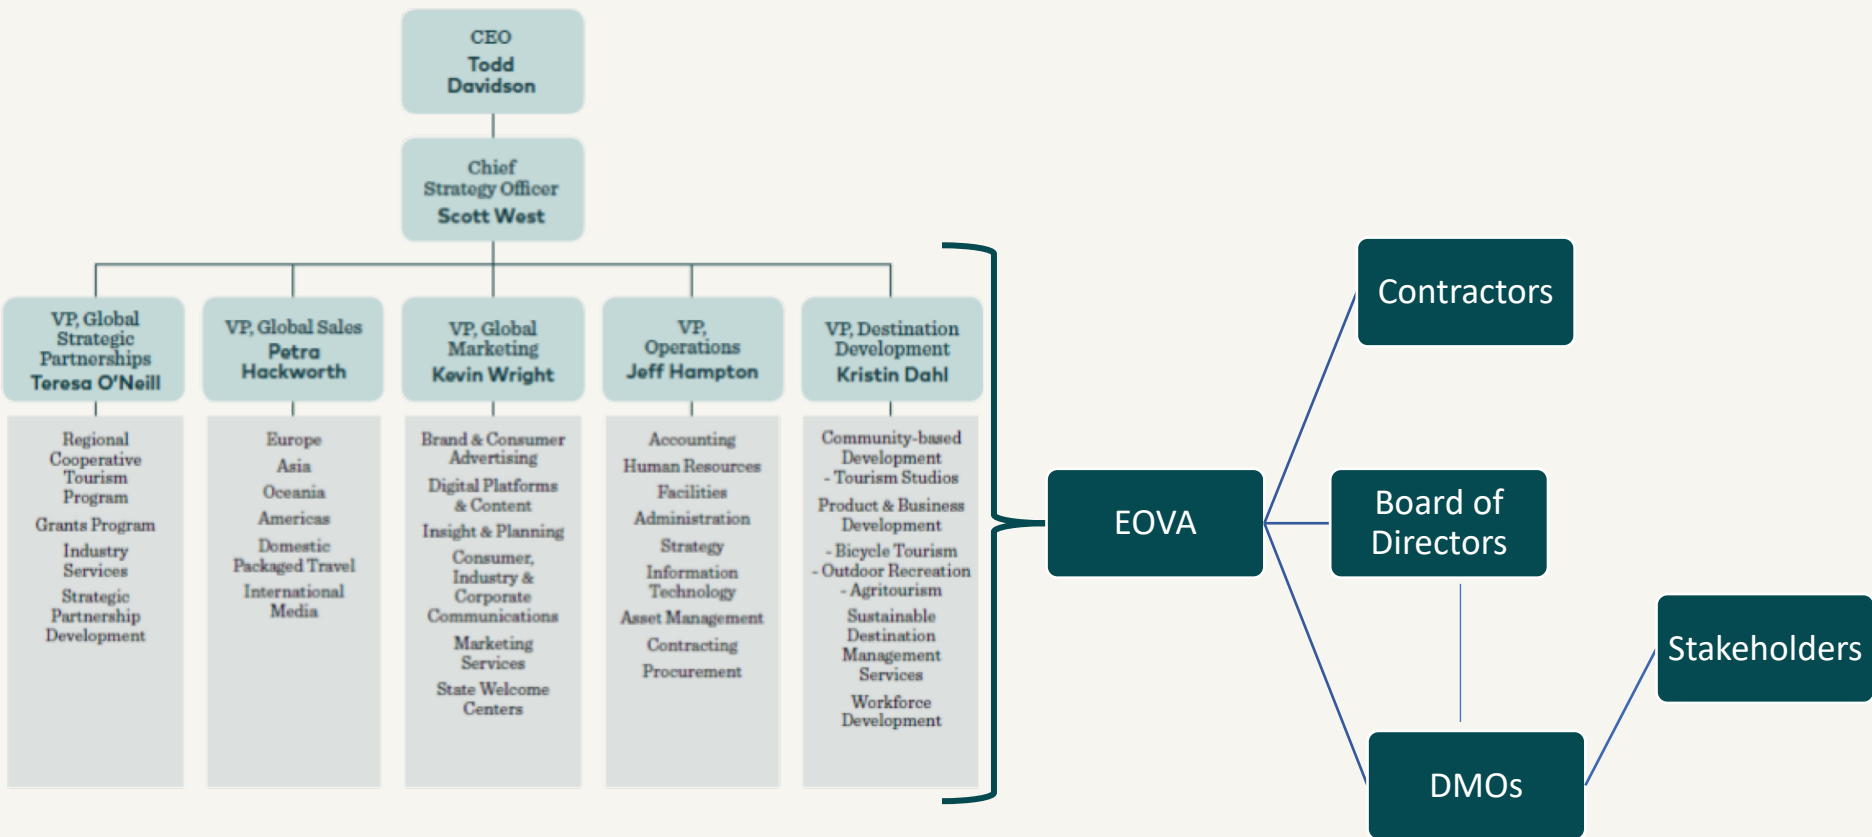 CEO
Todd
Davidson
Chief
Strategy Officer
Scott West
VP, Global
Strategic
Partnerships
Teresa O'Neill
Regional
Cooperative
Tourism
Program
Grants Program
Industry
Services
Strategic
Partnership
Development
VP, Global Sales
Petra
Hackworth
Europe
Asia
Oceania
Americas
Domestic
Packaged Travel
International
Media
VP, Global
Marketing
Kevin Wright
Brand & Consumer
Advertising
Digital Platforms
& Content
Insight & Planning
Consumer,
Industry &
Corporate
Communications
Marketing
Services
State Welcome
Centers
VP,
Operations
Jeff Hampton
Accounting
Human Resources
Facilities
Administration
Strategy
Information
Technology
Asset Management
Contracting
Procurement
VP, Destination
Development
Kristin Dahl
Community-based
Development
- Tourism Studios
Product & Business
Development
- Bicycle Tourism
- Outdoor Recreation
- Agritourism
Sustainable
Destination
Management
Services
Workforce
Development
EOVA
Contractors
Board of
Directors
DMOs
Stakeholders